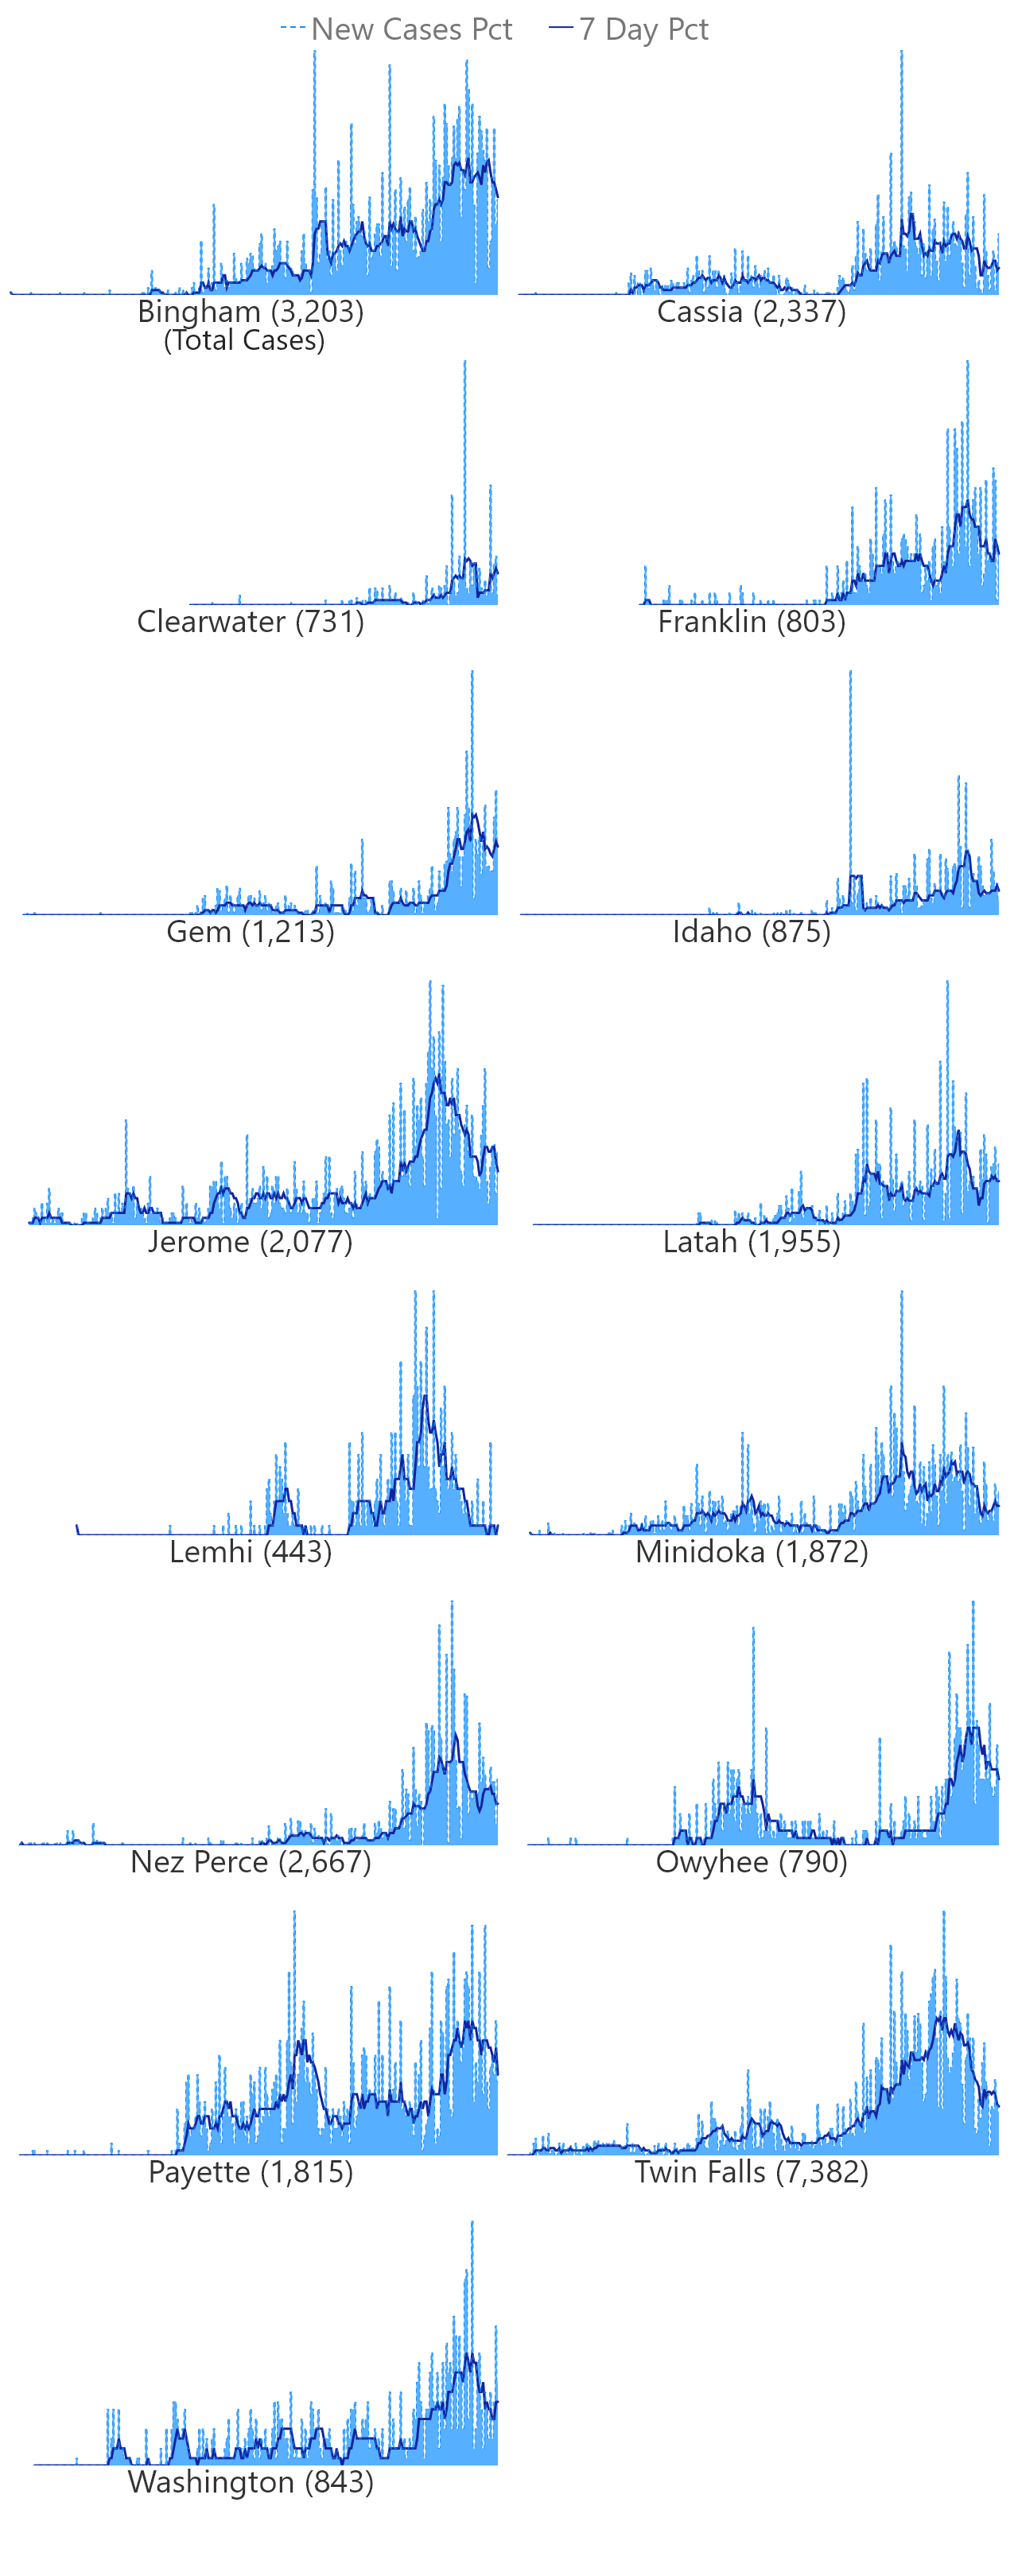 New Cases Pct 7 Day Pct
Bingham (3,203) Cassia (2,337)
(Total Cases)
Clearwater (731) Franklin (803)
Gem (1,213) Idaho (875)
Jerome (2,077) Latah (1,955)
Lemhi (443) Minidoka (1,872)
Nez Perce (2,667) Owyhee (790)
Payette (1,815) Twin Falls (7,382)
Washington (843)